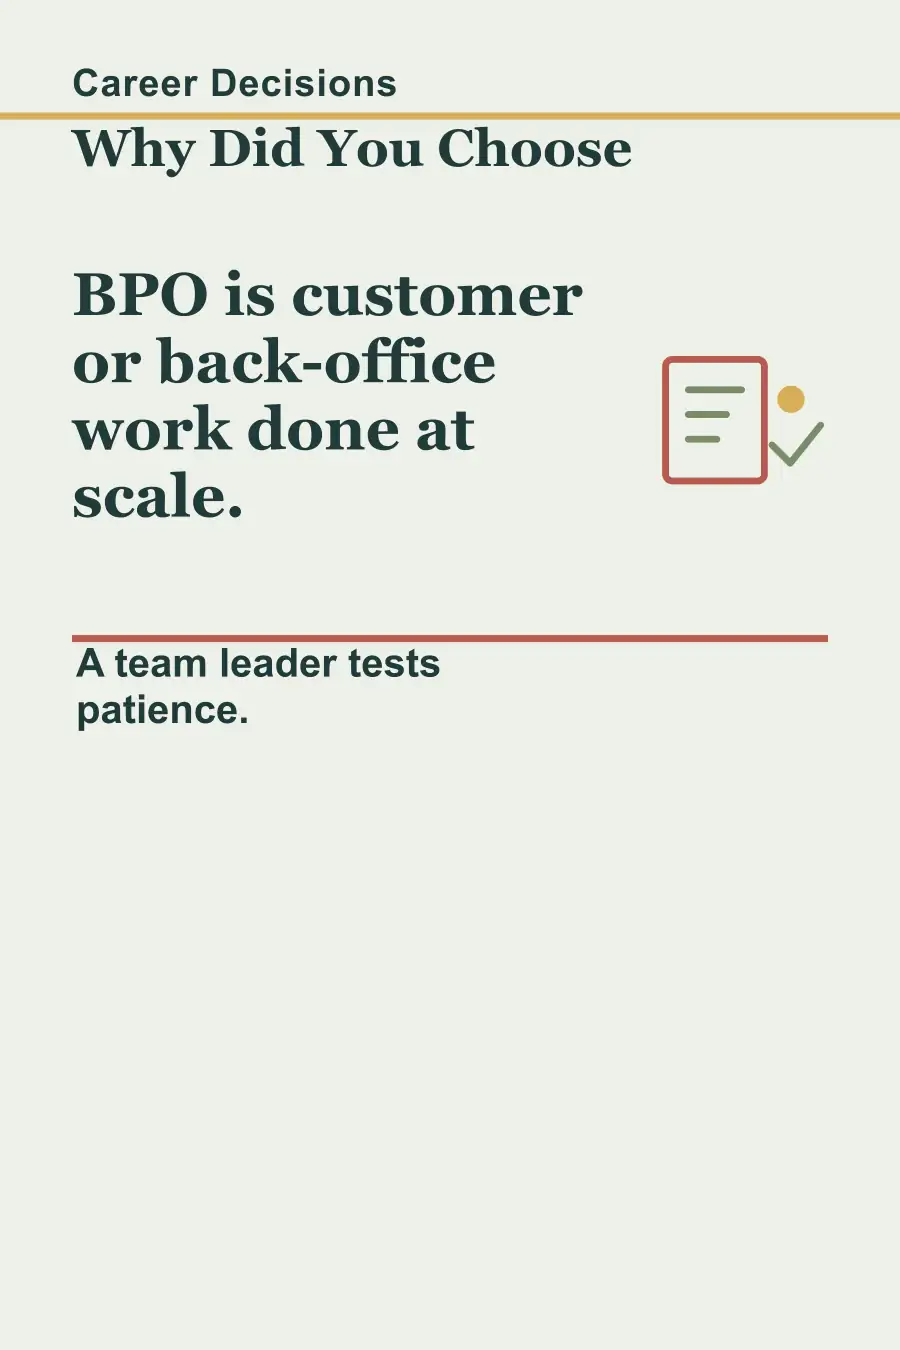 Career Decisions
Why Did You Choose
BPO is customer
or back-office
work done at
scale.
A team leader tests
patience.